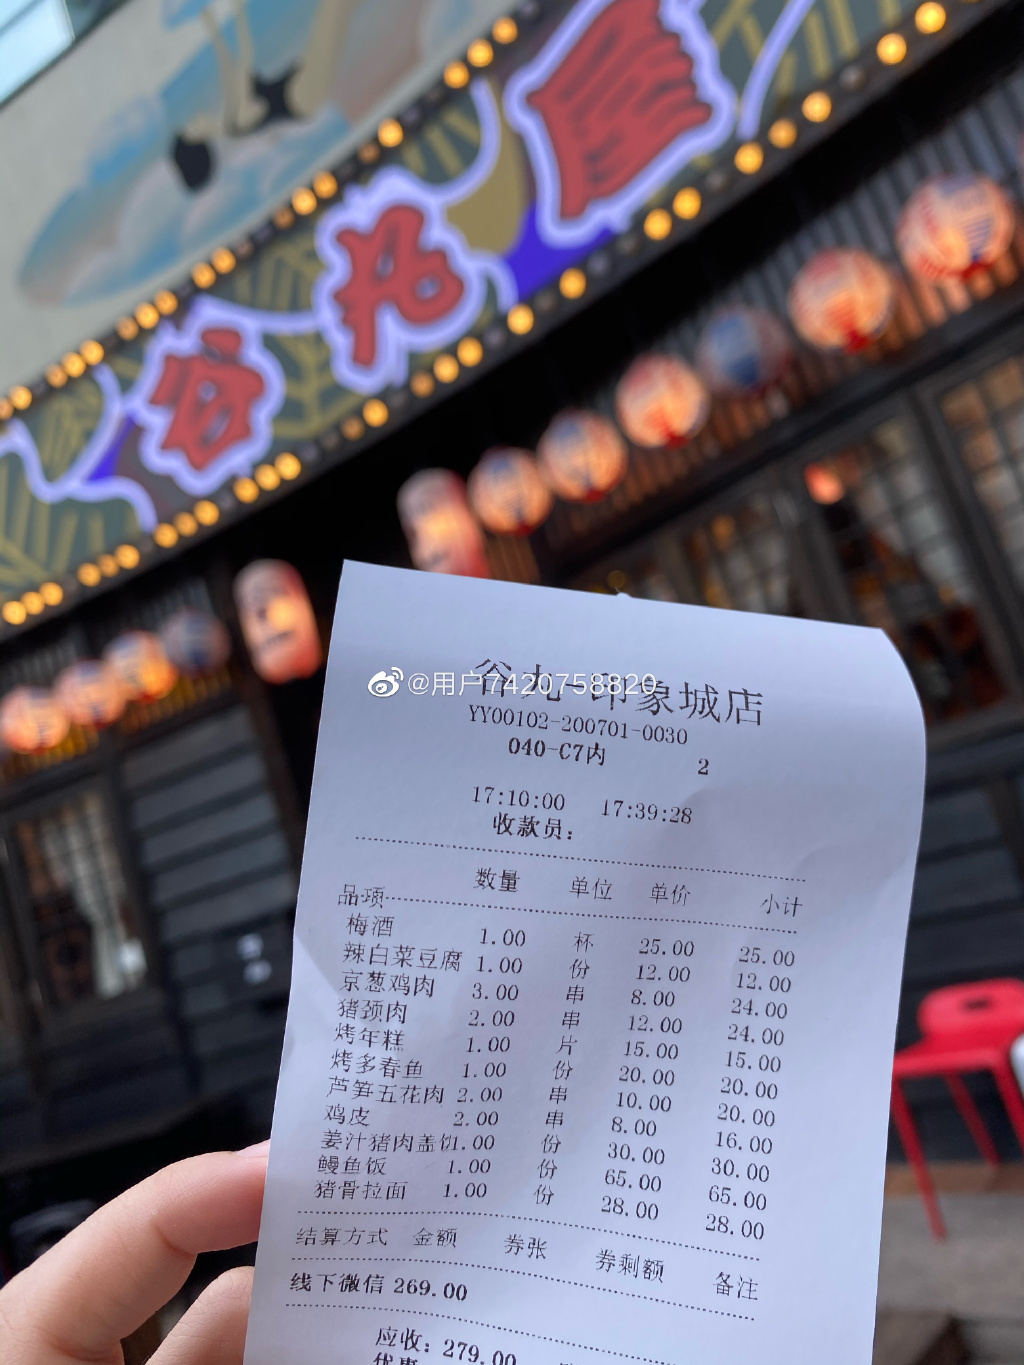 谷九屋
@用户7420758820
谷九-印象城店
YY00102-200701-0030
040-C7内 2
17:10:00 17:39:28
收款员:
品项 数量 单位 单价 小计
梅酒 1.00 杯 25.00 25.00
辣白菜豆腐 1.00 份 12.00 12.00
京葱鸡肉 3.00 串 8.00 24.00
猪颈肉 2.00 串 12.00 24.00
烤年糕 1.00 片 15.00 15.00
烤多春鱼 1.00 份 20.00 20.00
芦笋五花肉 2.00 串 10.00 20.00
鸡皮 2.00 串 8.00 16.00
姜汁猪肉盖饭1.00 份 30.00 30.00
鳗鱼饭 1.00 份 65.00 65.00
猪骨拉面 1.00 份 28.00 28.00
结算方式 金额 券张 券剩额 备注
线下微信 269.00
应收: 279.00
优惠